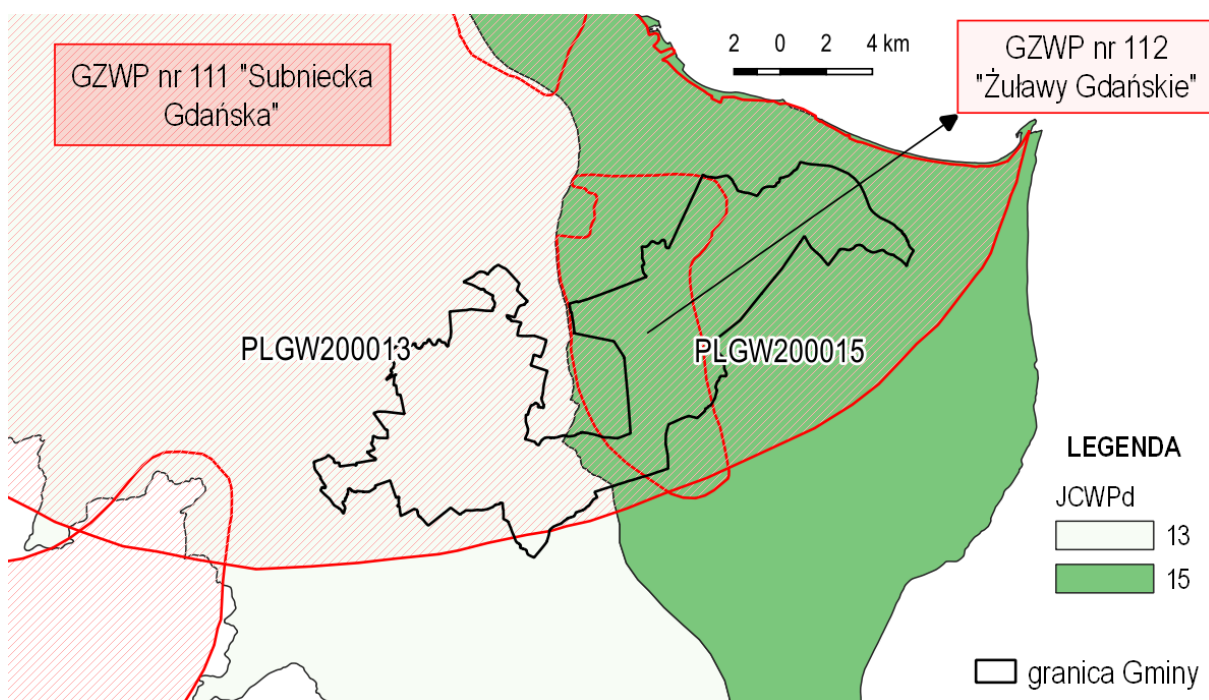 GZWP nr 111 "Subniecka
Gdańska"
2 0 2 4 km
GZWP nr 112
"Żuławy Gdańskie"
PLGW200013
PLGW200015
LEGENDA
JCWPd
13
15
granica Gminy